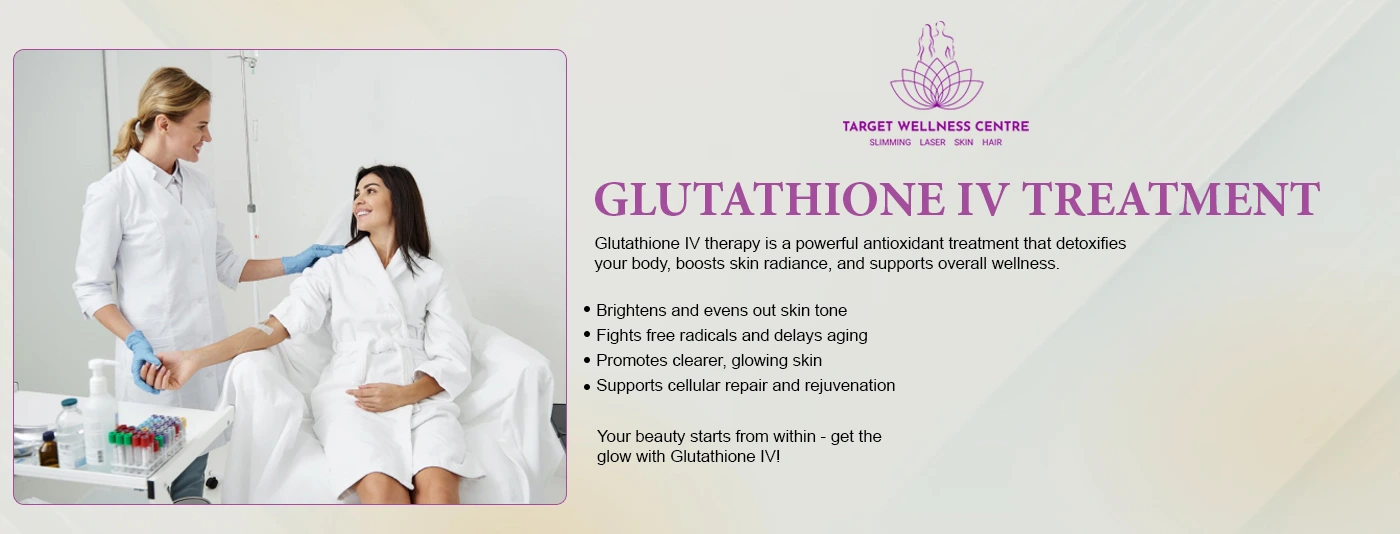 TARGET WELLNESS CENTRE
SLIMMING LASER SKIN HAIR
GLUTATHIONE IV TREATMENT
Glutathione IV therapy is a powerful antioxidant treatment that detoxifies
your body, boosts skin radiance, and supports overall wellness.
• Brightens and evens out skin tone
• Fights free radicals and delays aging
• Promotes clearer, glowing skin
• Supports cellular repair and rejuvenation
Your beauty starts from within - get the
glow with Glutathione IV!